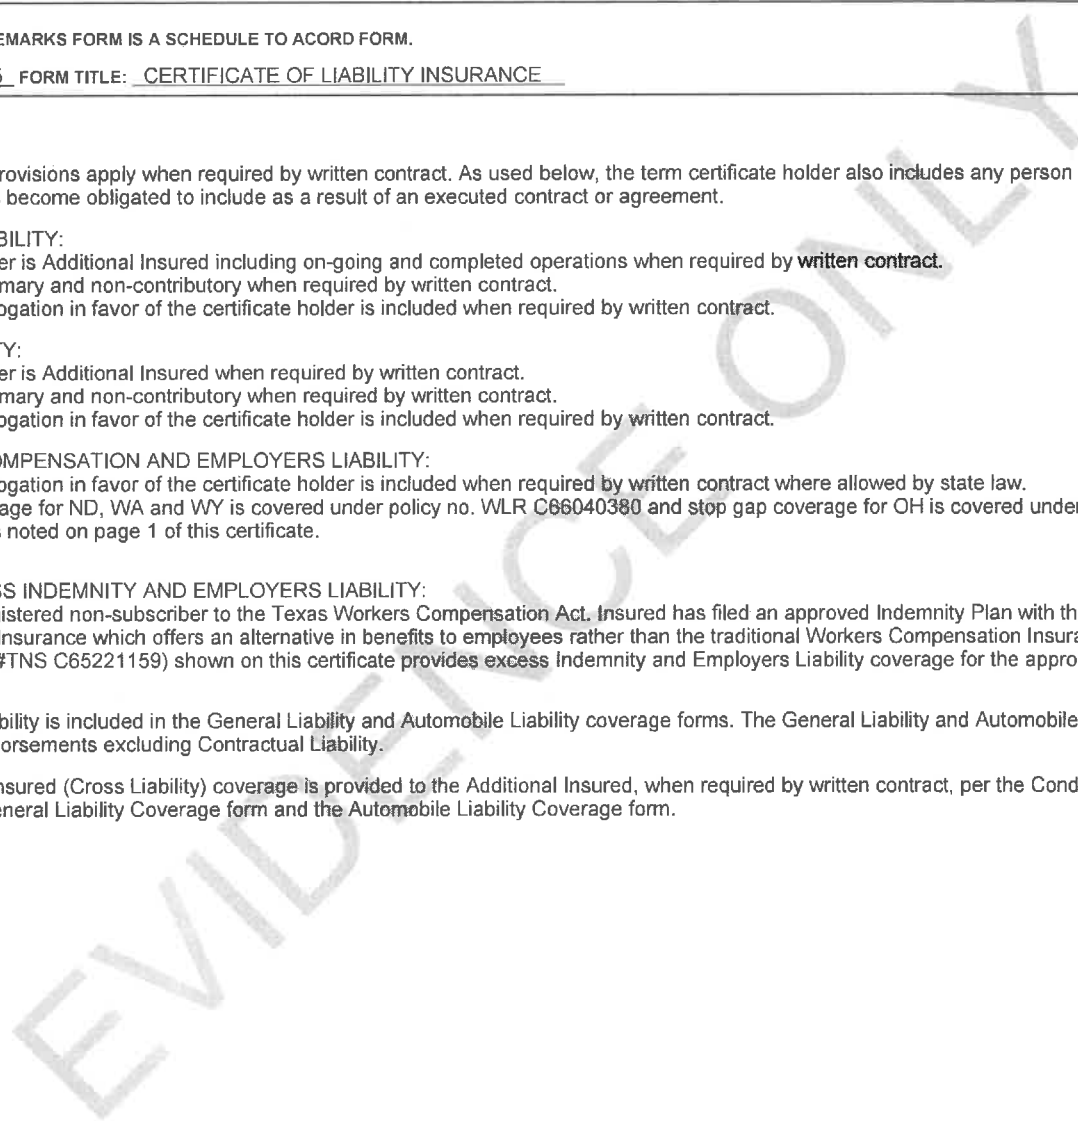 EMARKS FORM IS A SCHEDULE TO ACORD FORM.
FORM TITLE: CERTIFICATE OF LIABILITY INSURANCE
rovisions apply when required by written contract. As used below, the term certificate holder also includes any person
become obligated to include as a result of an executed contract or agreement.
BILITY:
er is Additional Insured including on-going and completed operations when required by written contract.
mary and non-contributory when required by written contract.
ogation in favor of the certificate holder is included when required by written contract.
TY:
er is Additional Insured when required by written contract.
mary and non-contributory when required by written contract.
ogation in favor of the certificate holder is included when required by written contract.
OMPENSATION AND EMPLOYERS LIABILITY:
ogation in favor of the certificate holder is included when required by written contract where allowed by state law.
age for ND, WA and WY is covered under policy no. WLR C66040380 and stop gap coverage for OH is covered under
s noted on page 1 of this certificate.
SS INDEMNITY AND EMPLOYERS LIABILITY:
istered non-subscriber to the Texas Workers Compensation Act. Insured has filed an approved Indemnity Plan with th
Insurance which offers an alternative in benefits to employees rather than the traditional Workers Compensation Insura
#TNS C65221159) shown on this certificate provides excess Indemnity and Employers Liability coverage for the appro
bility is included in the General Liability and Automobile Liability coverage forms. The General Liability and Automobile
orsements excluding Contractual Liability.
nsured (Cross Liability) coverage is provided to the Additional Insured, when required by written contract, per the Cond
eneral Liability Coverage form and the Automobile Liability Coverage form.
EVIDENCE ONLY